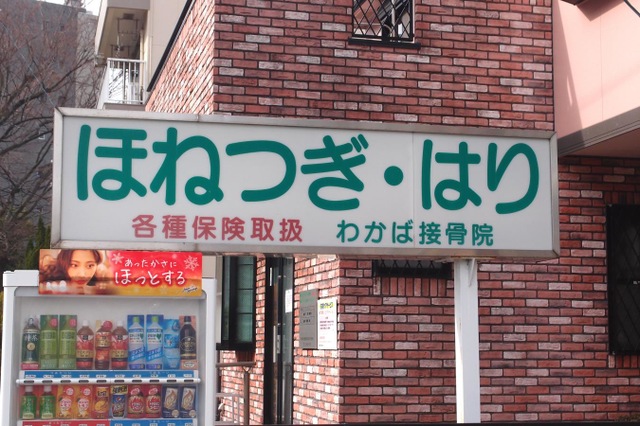 ほねつぎ・はり
各種保険取扱 わかば接骨院
あったかさに
ほっとする